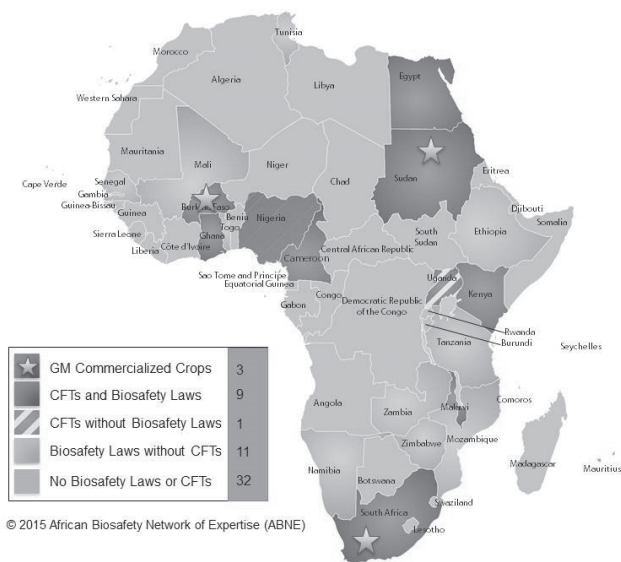 Tunisia
Morocco
Algeria
Libya
Egypt
Western Sahara
Mauritania
Mali
Niger
Chad
Sudan
Eritrea
Cape Verde
Senegal
Gambia
Guinea-Bissau
Guinea
Sierra Leone
Liberia
Côte d'Ivoire
Burkina Faso
Ghana
Benin
Togo
Nigeria
Cameroon
Central African Republic
South
Sudan
Ethiopia
Djibouti
Somalia
Sao Tome and Principe
Equatorial Guinea
Gabon
Congo
Democratic Republic
of the Congo
Uganda
Kenya
Rwanda
Burundi
Tanzania
Seychelles
Angola
Zambia
Malawi
Comoros
Mozambique
Zimbabwe
Namibia
Botswana
Madagascar
Mauritius
South Africa
Swaziland
Lesotho
GM Commercialized Crops 3
CFTs and Biosafety Laws 9
CFTs without Biosafety Laws 1
Biosafety Laws without CFTs 11
No Biosafety Laws or CFTs 32
© 2015 African Biosafety Network of Expertise (ABNE)